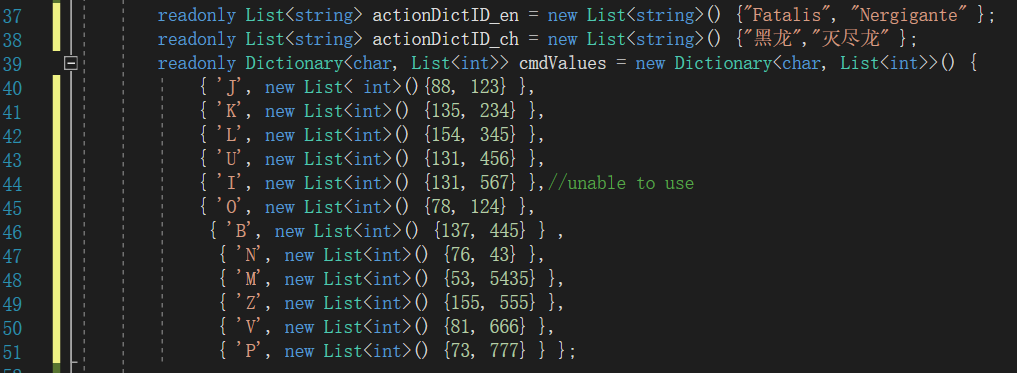 37 readonly List<string> actionDictID_en = new List<string>() {"Fatalis", "Nergigante" };
38 readonly List<string> actionDictID_ch = new List<string>() {"黑龙","灭尽龙" };
39 readonly Dictionary<char, List<int>> cmdValues = new Dictionary<char, List<int>>() {
40 { 'J', new List< int>(){88, 123} },
41 { 'K', new List<int>() {135, 234} },
42 { 'L', new List<int>() {154, 345} },
43 { 'U', new List<int>() {131, 456} },
44 { 'I', new List<int>() {131, 567} },//unable to use
45 { 'O', new List<int>() {78, 124} },
46 { 'B', new List<int>() {137, 445} } ,
47 { 'N', new List<int>() {76, 43} },
48 { 'M', new List<int>() {53, 5435} },
49 { 'Z', new List<int>() {155, 555} },
50 { 'V', new List<int>() {81, 666} },
51 { 'P', new List<int>() {73, 777} } };